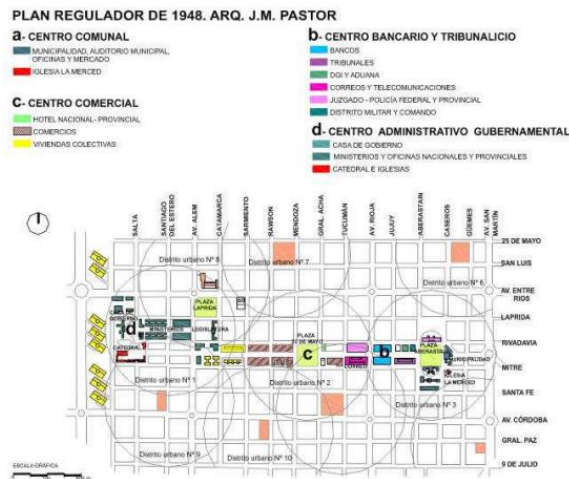 PLAN REGULADOR DE 1948. ARQ. J.M. PASTOR
a- CENTRO COMUNAL
MUNICIPALIDAD, AUDITORIO MUNICIPAL,
OFICINAS Y MERCADO
IGLESIA LA MERCED
c- CENTRO COMERCIAL
HOTEL NACIONAL- PROVINCIAL
COMERCIOS
VIVIENDAS COLECTIVAS
b- CENTRO BANCARIO Y TRIBUNALICIO
BANCOS
TRIBUNALES
DGI Y ADUANA
CORREOS Y TELECOMUNICACIONES
JUZGADO - POLICÍA FEDERAL Y PROVINCIAL
DISTRITO MILITAR Y COMANDO
d- CENTRO ADMINISTRATIVO GUBERNAMENTAL
CASA DE GOBIERNO
MINISTERIOS Y OFICINAS NACIONALES Y PROVINCIALES
CATEDRAL E IGLESIAS
SALTA
SANTIAGO
DEL ESTERO
AV. ALEM
CATAMARCA
SARMIENTO
RAWSON
MENDOZA
GRAL. ACHA
TUCUMÁN
AV. RIOJA
JUJUY
ABERASTAIN
CASEROS
GÜEMES
AV. SAN
MARTÍN
25 DE MAYO
SAN LUIS
AV. ENTRE
RIOS
LAPRIDA
RIVADAVIA
MITRE
SANTA FE
AV. CÓRDOBA
GRAL. PAZ
9 DE JULIO
Distrito urbano Nº 8
Distrito urbano Nº 7
Distrito urbano Nº 6
PLAZA
LAPRIDA
CASA DE
GOBIERNO
d
MINISTERIOS
LEGISLATURA
CATEDRAL
PLAZA
25 DE MAYO
c
CORREO
b
PLAZA
ABERASTAIN
MUNICIPALIDAD
IGLESIA
LA MERCED
Distrito urbano Nº 1
Distrito urbano Nº 2
Distrito urbano Nº 3
Distrito urbano Nº 9
Distrito urbano Nº 10
ESCALA GRÁFICA